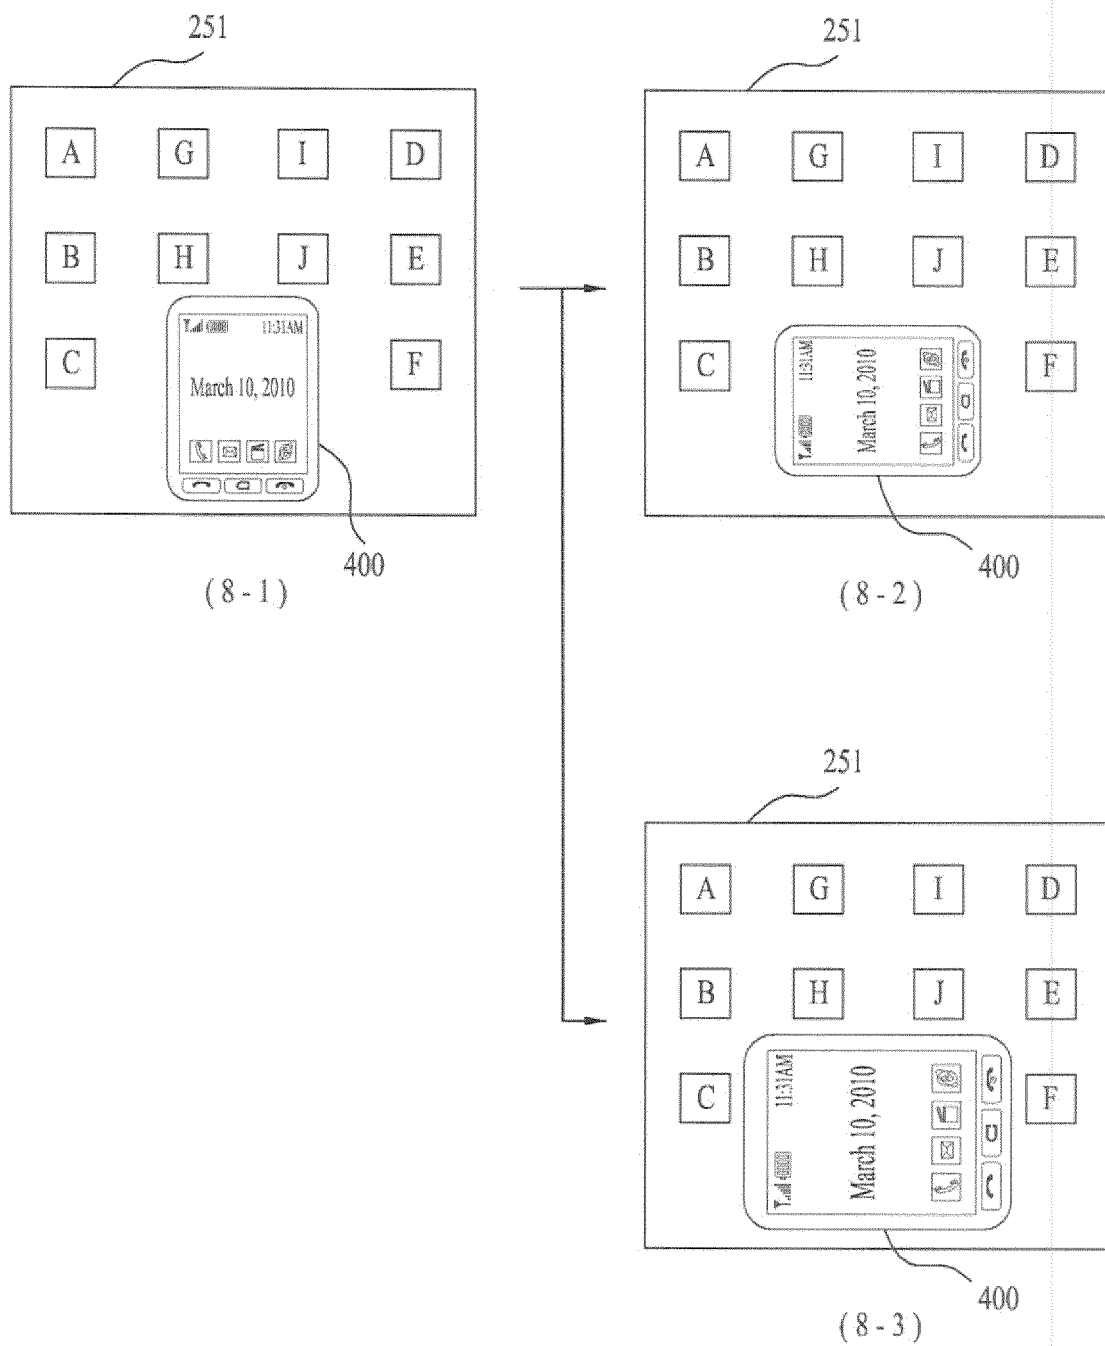 251
A G I D
B H J E
C F
11:31AM
March 10, 2010
400
(8-1)
251
A G I D
B H J E
C F
11:31AM
March 10, 2010
400
(8-2)
251
A G I D
B H J E
C F
11:31AM
March 10, 2010
400
(8-3)